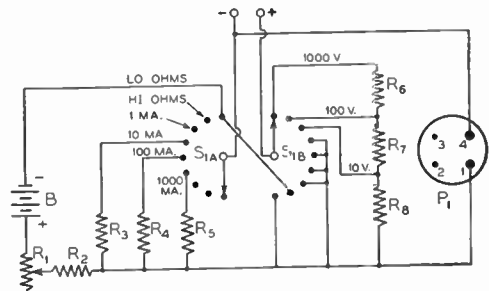 - +
1000 V
LO OHMS
HI OHMS
1 MA.
10 MA
100 MA.
1000 MA.
S1A
S1B
100 V.
10 V.
R6
R7
R8
3 4
2 1
P1
- B +
R1
R2
R3
R4
R5